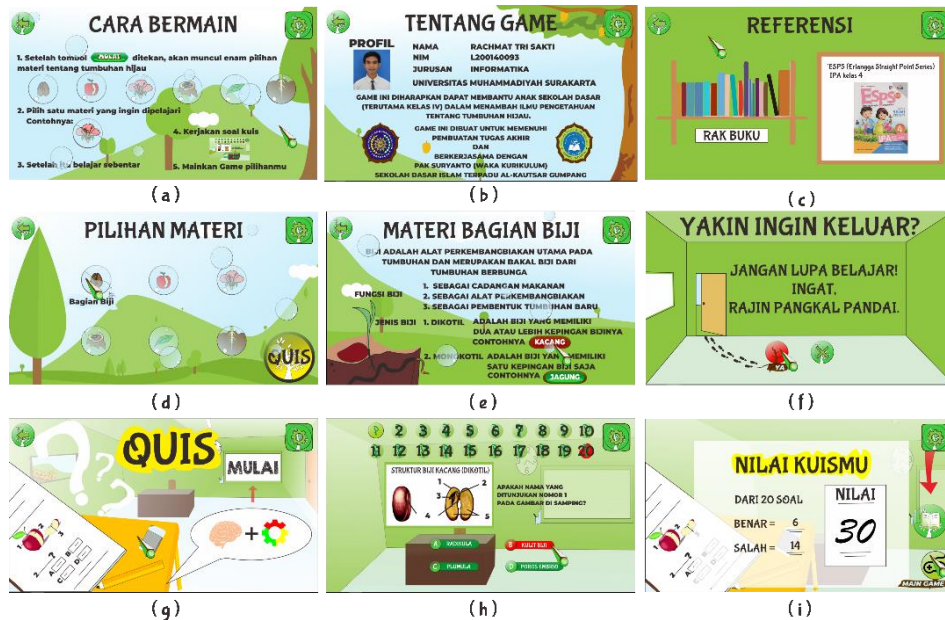 CARA BERMAIN
1. Setelah tombol MULAI ditekan, akan muncul enam pilihan
materi tentang tumbuhan hijau
2. Pilih satu materi yang ingin dipelajari
Contohnya:
3. Setelah itu belajar sebentar
4. Kerjakan soal kuis
5. Mainkan Game pilihanmu
(a)
TENTANG GAME
PROFIL
NAMA RACHMAT TRI SAKTI
NIM L200140093
JURUSAN INFORMATIKA
UNIVERSITAS MUHAMMADIYAH SURAKARTA
GAME INI DIHARAPKAN DAPAT MEMBANTU ANAK SEKOLAH DASAR
(TERUTAMA KELAS IV) DALAM MENAMBAH ILMU PENGETAHUAN
TENTANG TUMBUHAN HIJAU.
GAME INI DIBUAT UNTUK MEMENUHI
PEMBUATAN TUGAS AKHIR
DAN
BERKERJASAMA DENGAN
PAK SURYANTO (WAKA KURIKULUM)
SEKOLAH DASAR ISLAM TERPADU AL-KAUTSAR GUMPANG
(b)
REFERENSI
RAK BUKU
ESPS (Erlangga Straight Point Series)
IPA kelas 4
ESPS
(c)
PILIHAN MATERI
Bagian Biji
QUIS
(d)
MATERI BAGIAN BIJI
BIJI ADALAH ALAT PERKEMBANGBIAKAN UTAMA PADA
TUMBUHAN DAN MERUPAKAN BAKAL BIJI DARI
TUMBUHAN BERBUNGA
FUNGSI BIJI
1. SEBAGAI CADANGAN MAKANAN
2. SEBAGAI ALAT PERKEMBANGBIAKAN
3. SEBAGAI PEMBENTUK TUMBUHAN BARU
JENIS BIJI 1. DIKOTIL ADALAH BIJI YANG MEMILIKI
DUA ATAU LEBIH KEPINGAN BIJINYA
CONTOHNYA KACANG
2. MONOKOTIL ADALAH BIJI YANG MEMILIKI
SATU KEPINGAN BIJI SAJA
CONTOHNYA JAGUNG
(e)
YAKIN INGIN KELUAR?
JANGAN LUPA BELAJAR!
INGAT,
RAJIN PANGKAL PANDAI.
YA
(f)
QUIS
MULAI
(g)
2 3 4 5 6 7 8 9 10
11 12 13 14 15 16 17 18 19 20
STRUKTUR BIJI KACANG (DIKOTIL)
1 2 3 4 5
APAKAH NAMA YANG
DITUNJUKAN NOMOR 1
PADA GAMBAR DI SAMPING?
A RADIKULA
B KULIT BIJI
C PLUMULA
D POROS EMBRIO
(h)
NILAI KUISMU
DARI 20 SOAL
BENAR = 6
SALAH = 14
NILAI
30
MAIN GAME
(i)